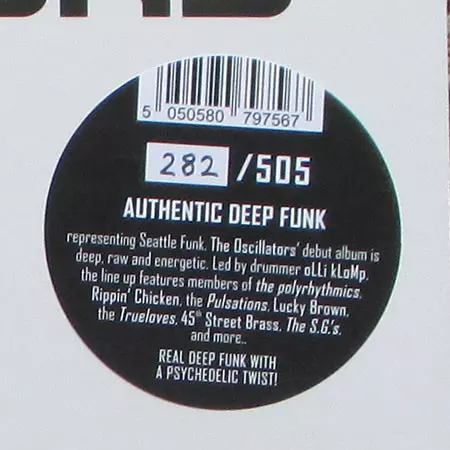 5 050580 797567
282 /505
AUTHENTIC DEEP FUNK
representing Seattle Funk. The Oscillators' debut album is
deep, raw and energetic. Led by drummer oLLi kLoMp,
the line up features members of the polyrhythmics,
Rippin' Chicken, the Pulsations, Lucky Brown,
the Trueloves, 45th Street Brass, The S.G.'s,
and more..
REAL DEEP FUNK WITH
A PSYCHEDELIC TWIST!